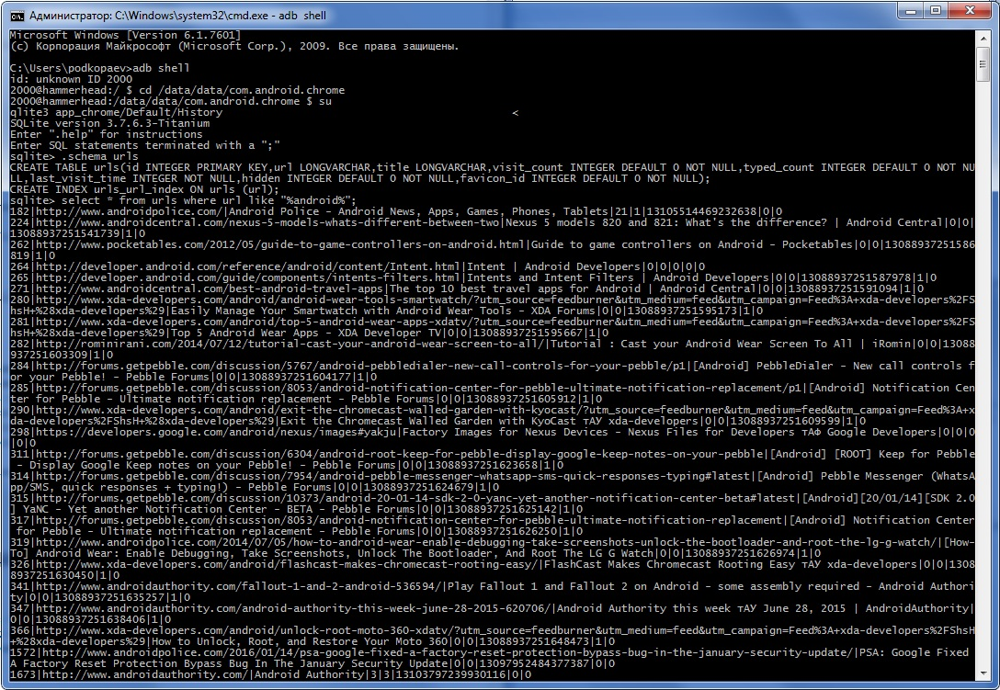 Администратор: C:\Windows\system32\cmd.exe - adb shell
Microsoft Windows [Version 6.1.7601]
(c) Корпорация Майкрософт (Microsoft Corp.), 2009. Все права защищены.
C:\Users\podkopaev>adb shell
id: unknown ID 2000
2000@hammerhead:/ $ cd /data/data/com.android.chrome
2000@hammerhead:/data/data/com.android.chrome $ su
qlite3 app_chrome/Default/History <
SQLite version 3.7.6.3-Titanium
Enter ".help" for instructions
Enter SQL statements terminated with a ";"
sqlite> .schema urls
CREATE TABLE urls(id INTEGER PRIMARY KEY,url LONGVARCHAR,title LONGVARCHAR,visit_count INTEGER DEFAULT 0 NOT NULL,typed_count INTEGER DEFAULT 0 NOT NU
LL,last_visit_time INTEGER NOT NULL,hidden INTEGER DEFAULT 0 NOT NULL,favicon_id INTEGER DEFAULT 0 NOT NULL);
CREATE INDEX urls_url_index ON urls (url);
sqlite> select * from urls where url like "%android%";
182|http://www.androidpolice.com/|Android Police - Android News, Apps, Games, Phones, Tablets|21|1|13105514469232638|0|0
224|http://www.androidcentral.com/nexus-5-models-whats-different-between-two|Nexus 5 models 820 and 821: What's the difference? | Android Central|0|0|
13088937251541739|1|0
262|http://www.pocketables.com/2012/05/guide-to-game-controllers-on-android.html|Guide to game controllers on Android - Pocketables|0|0|13088937251586
819|1|0
264|http://developer.android.com/reference/android/content/Intent.html|Intent | Android Developers|0|0|0|0|0
265|http://developer.android.com/guide/components/intents-filters.html|Intents and Intent Filters | Android Developers|0|0|13088937251587978|1|0
271|http://www.androidcentral.com/best-android-travel-apps|The top 10 best travel apps for Android | Android Central|0|0|13088937251591094|1|0
280|http://www.xda-developers.com/android/android-wear-tools-smartwatch/?utm_source=feedburner&utm_medium=feed&utm_campaign=Feed%3A+xda-developers%2FS
hsH+%28xda-developers%29|Easily Manage Your Smartwatch with Android Wear Tools - XDA Forums|0|0|13088937251595173|1|0
281|http://www.xda-developers.com/android/top-5-android-wear-apps-xdatv/?utm_source=feedburner&utm_medium=feed&utm_campaign=Feed%3A+xda-developers%2FS
hsH+%28xda-developers%29|Top 5 Android Wear Apps - XDA Developer TV|0|0|13088937251595667|1|0
282|http://rominirani.com/2014/07/12/tutorial-cast-your-android-wear-screen-to-all/|Tutorial : Cast your Android Wear Screen To All | iRomin|0|0|13088
937251603309|1|0
284|http://forums.getpebble.com/discussion/5767/android-pebbledialer-new-call-controls-for-your-pebble/p1|[Android] PebbleDialer - New call controls f
or your Pebble! - Pebble Forums|0|0|13088937251604177|1|0
285|http://forums.getpebble.com/discussion/8053/android-notification-center-for-pebble-ultimate-notification-replacement/p1|[Android] Notification Cen
ter for Pebble - Ultimate notification replacement - Pebble Forums|0|0|13088937251605912|1|0
290|http://www.xda-developers.com/android/exit-the-chromecast-walled-garden-with-kyocast/?utm_source=feedburner&utm_medium=feed&utm_campaign=Feed%3A+x
da-developers%2FShsH+%28xda-developers%29|Exit the Chromecast Walled Garden with KyoCast тАУ xda-developers|0|0|13088937251609599|1|0
298|https://developers.google.com/android/nexus/images#yakju|Factory Images for Nexus Devices - Nexus Files for Developers тАФ Google Developers|0|0|0
|0|0
311|http://forums.getpebble.com/discussion/6304/android-root-keep-for-pebble-display-google-keep-notes-on-your-pebble|[Android] [ROOT] Keep for Pebble
- Display Google Keep notes on your Pebble! - Pebble Forums|0|0|13088937251623658|1|0
314|http://forums.getpebble.com/discussion/7954/android-pebble-messenger-whatsapp-sms-quick-responses-typing#latest|[Android] Pebble Messenger (WhatsA
pp/SMS, quick responses + typing!) - Pebble Forums|0|0|13088937251624679|1|0
315|http://forums.getpebble.com/discussion/10373/android-20-01-14-sdk-2-0-yanc-yet-another-notification-center-beta#latest|[Android][20/01/14][SDK 2.0
] YaNC - Yet another Notification Center - BETA - Pebble Forums|0|0|13088937251625142|1|0
317|http://forums.getpebble.com/discussion/8053/android-notification-center-for-pebble-ultimate-notification-replacement|[Android] Notification Center
for Pebble - Ultimate notification replacement - Pebble Forums|0|0|13088937251626250|1|0
319|http://www.androidpolice.com/2014/07/05/how-to-android-wear-enable-debugging-take-screenshots-unlock-the-bootloader-and-root-the-lg-g-watch/|[How-
To] Android Wear: Enable Debugging, Take Screenshots, Unlock The Bootloader, And Root The LG G Watch|0|0|13088937251626974|1|0
326|http://www.xda-developers.com/android/flashcast-makes-chromecast-rooting-easy/|FlashCast Makes Chromecast Rooting Easy тАУ xda-developers|0|0|1308
8937251630450|1|0
341|http://www.androidauthority.com/fallout-1-and-2-android-536594/|Play Fallout 1 and Fallout 2 on Android - some assembly required - Android Authori
ty|0|0|13088937251635257|1|0
347|http://www.androidauthority.com/android-authority-this-week-june-28-2015-620706/|Android Authority this week тАУ June 28, 2015 | AndroidAuthority|
0|0|13088937251638406|1|0
366|http://www.xda-developers.com/android/unlock-root-moto-360-xdatv/?utm_source=feedburner&utm_medium=feed&utm_campaign=Feed%3A+xda-developers%2FShsH
+%28xda-developers%29|How to Unlock, Root, and Restore Your Moto 360|0|0|13088937251648473|1|0
1572|http://www.androidpolice.com/2016/01/14/psa-google-fixed-a-factory-reset-protection-bypass-bug-in-the-january-security-update/|PSA: Google Fixed
A Factory Reset Protection Bypass Bug In The January Security Update|0|0|13097952484377387|0|0
1673|http://www.androidauthority.com/|Android Authority|3|3|13103797239930116|0|0